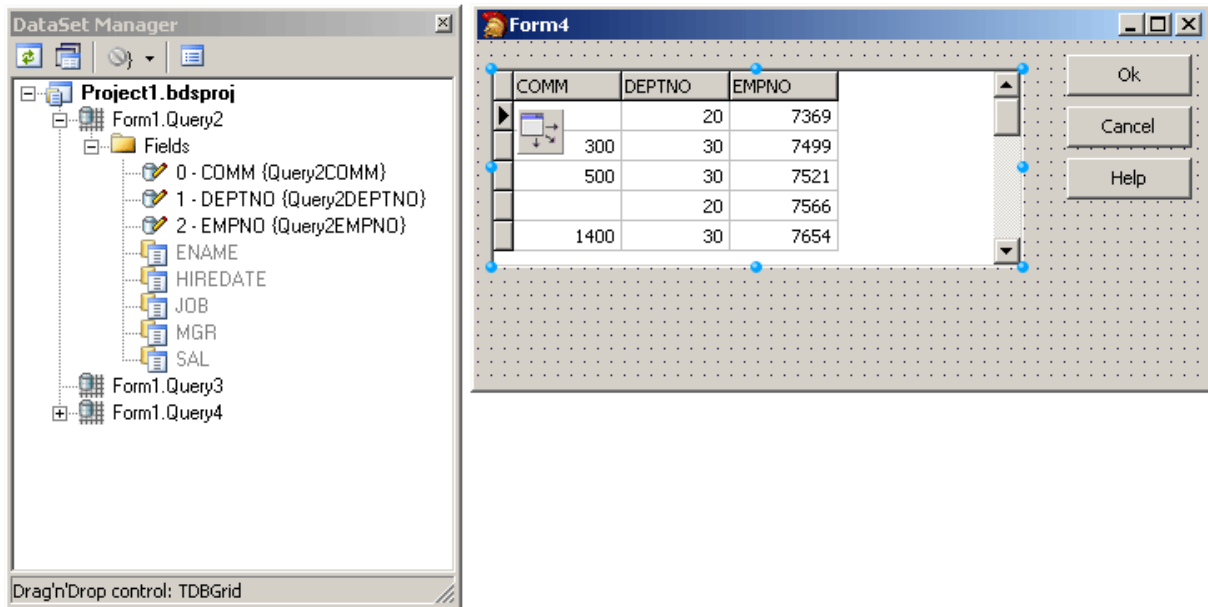 DataSet Manager
Project1.bdsproj
Form1.Query2
Fields
0 - COMM {Query2COMM}
1 - DEPTNO {Query2DEPTNO}
2 - EMPNO {Query2EMPNO}
ENAME
HIREDATE
JOB
MGR
SAL
Form1.Query3
Form1.Query4
Drag'n'Drop control: TDBGrid
Form4
COMM DEPTNO EMPNO
20 7369
300 30 7499
500 30 7521
20 7566
1400 30 7654
Ok
Cancel
Help